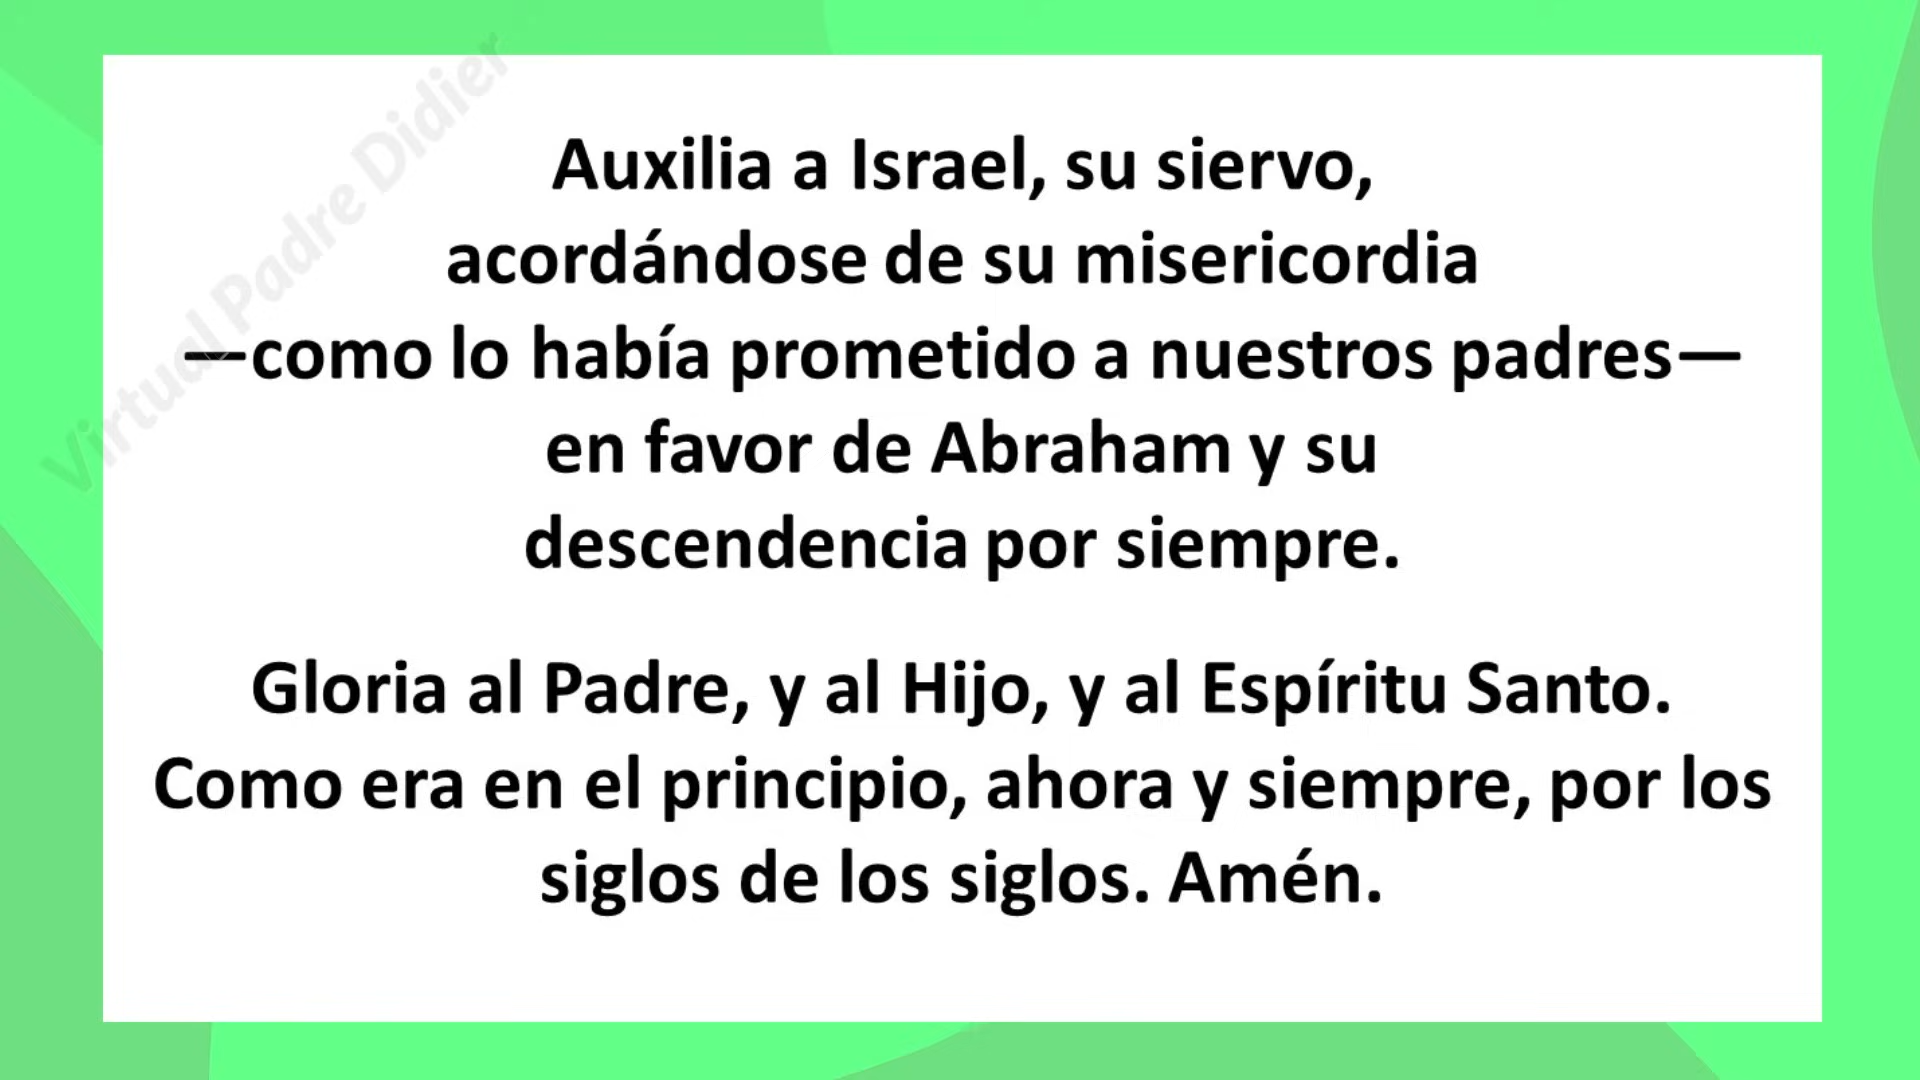 Virtual Padre Didier
Auxilia a Israel, su siervo,
acordándose de su misericordia
—como lo había prometido a nuestros padres—
en favor de Abraham y su
descendencia por siempre.
Gloria al Padre, y al Hijo, y al Espíritu Santo.
Como era en el principio, ahora y siempre, por los
siglos de los siglos. Amén.